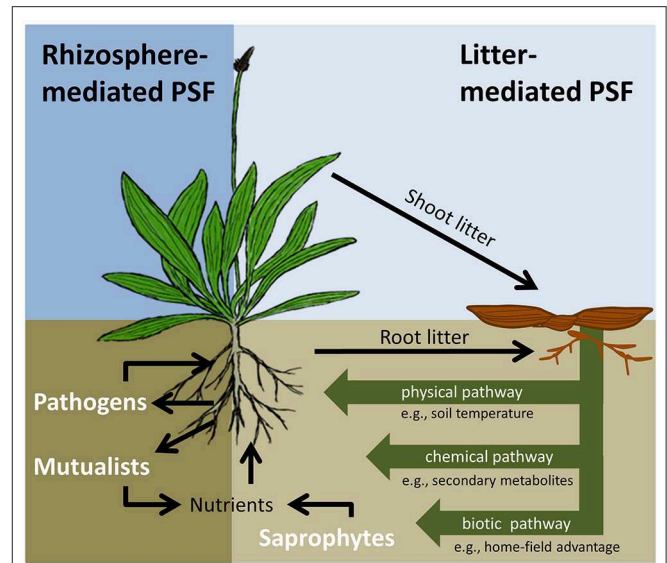 Rhizosphere-
mediated PSF
Litter-
mediated PSF
Shoot litter
Root litter
Pathogens
Mutualists
Nutrients
Saprophytes
physical pathway
e.g., soil temperature
chemical pathway
e.g., secondary metabolites
biotic pathway
e.g., home-field advantage